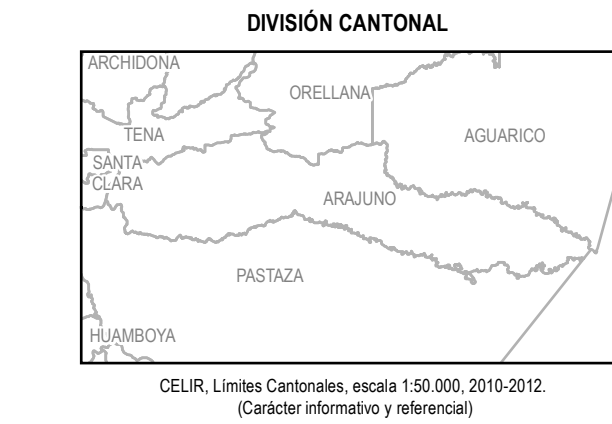 DIVISIÓN CANTONAL
ARCHIDONA
ORELLANA
TENA
AGUARICO
SANTA
CLARA
ARAJUNO
PASTAZA
HUAMBOYA
CELIR, Límites Cantonales, escala 1:50.000, 2010-2012.
(Carácter informativo y referencial)